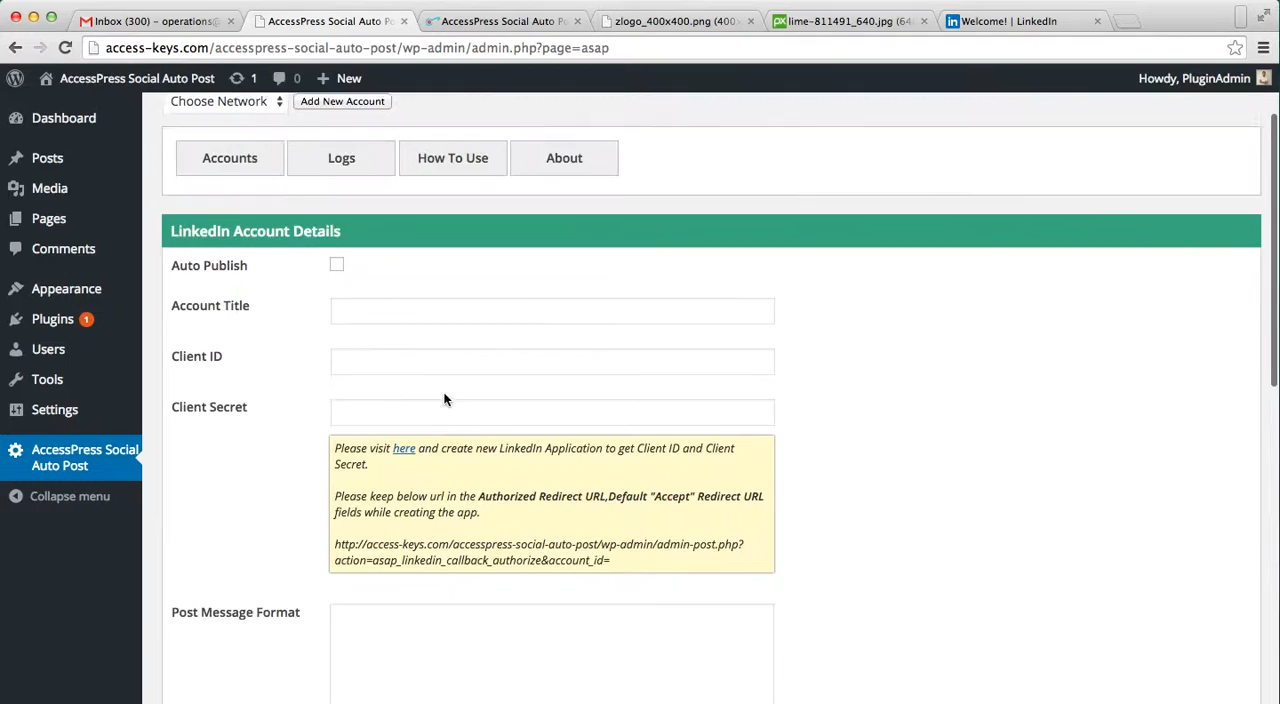 Inbox (300) – operations@
AccessPress Social Auto Po
AccessPress Social Auto Po
zlogo_400x400.png (400×
lime-811491_640.jpg (64
Welcome! | LinkedIn
access-keys.com/accesspress-social-auto-post/wp-admin/admin.php?page=asap
AccessPress Social Auto Post
1
0
New
Howdy, PluginAdmin
Choose Network
Add New Account
Dashboard
Posts
Media
Pages
Comments
Appearance
Plugins 1
Users
Tools
Settings
AccessPress Social
Auto Post
Collapse menu
Accounts
Logs
How To Use
About
LinkedIn Account Details
Auto Publish
Account Title
Client ID
Client Secret
Please visit here and create new LinkedIn Application to get Client ID and Client
Secret.
Please keep below url in the Authorized Redirect URL,Default "Accept" Redirect URL
fields while creating the app.
http://access-keys.com/accesspress-social-auto-post/wp-admin/admin-post.php?
action=asap_linkedin_callback_authorize&account_id=
Post Message Format